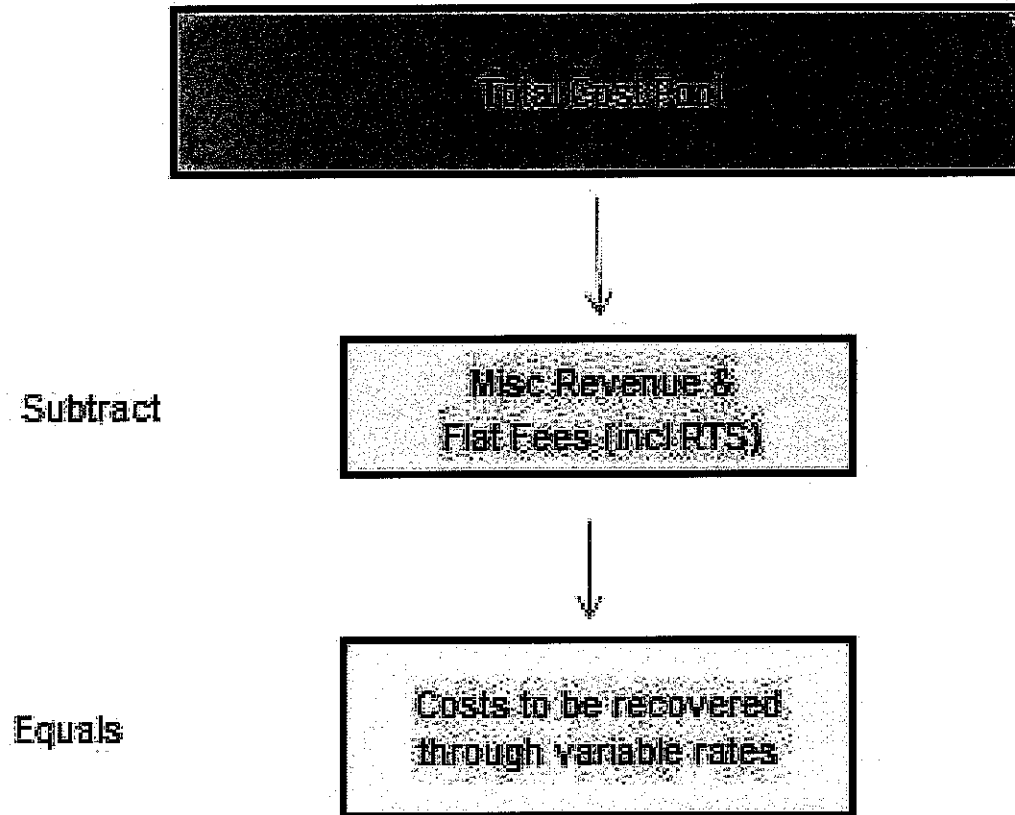 Total Cost Pool
Subtract
Misc Revenue &
Flat Fees (incl RTS)
Equals
Costs to be recovered
through variable rates